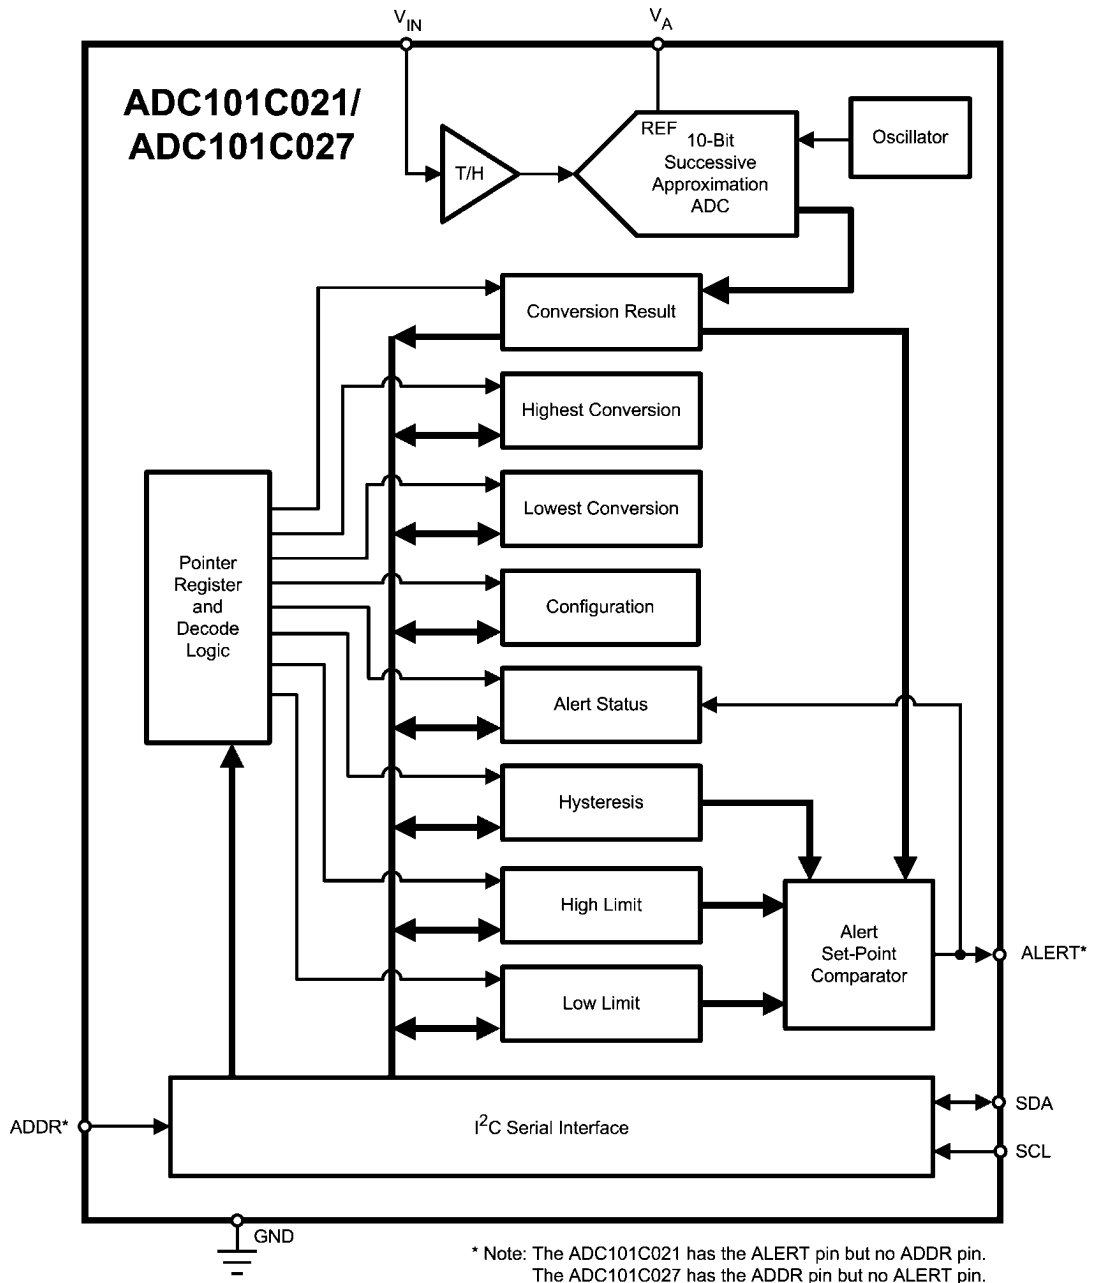 V_IN
V_A
ADC101C021/
ADC101C027
T/H
REF
10-Bit
Successive
Approximation
ADC
Oscillator
Conversion Result
Highest Conversion
Lowest Conversion
Pointer
Register
and
Decode
Logic
Configuration
Alert Status
Hysteresis
High Limit
Alert
Set-Point
Comparator
ALERT*
Low Limit
ADDR*
I²C Serial Interface
SDA
SCL
GND
* Note: The ADC101C021 has the ALERT pin but no ADDR pin.
The ADC101C027 has the ADDR pin but no ALERT pin.